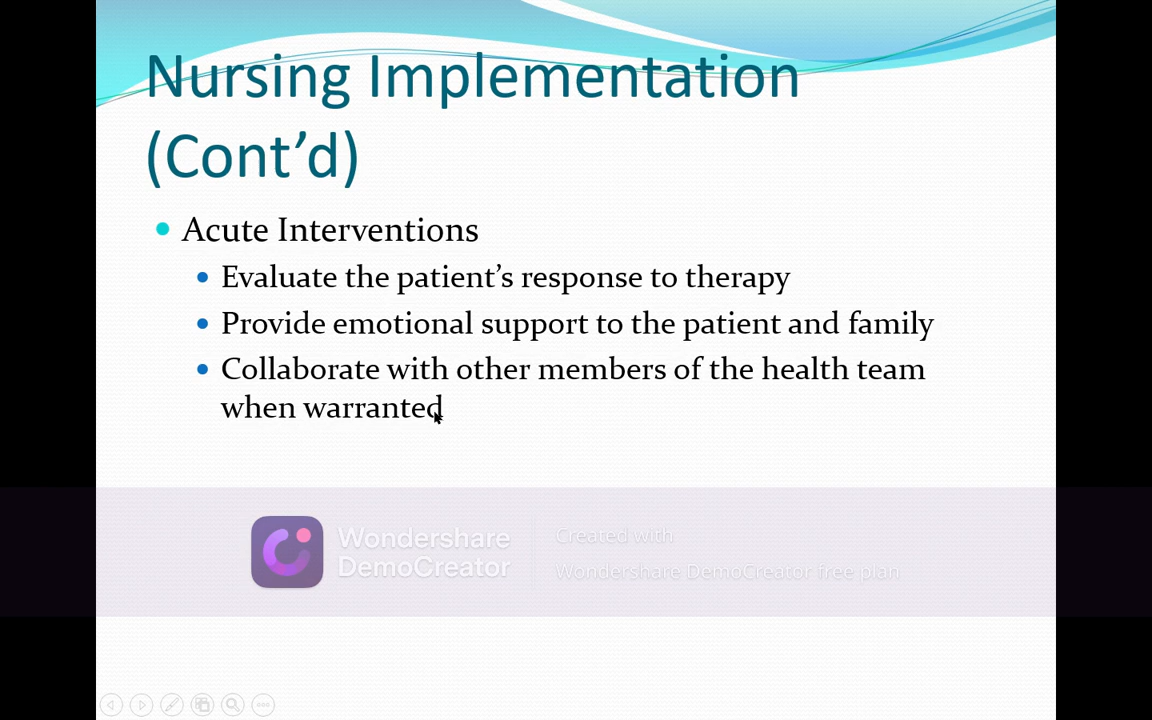 Nursing Implementation
(Cont’d)
Acute Interventions
Evaluate the patient’s response to therapy
Provide emotional support to the patient and family
Collaborate with other members of the health team
when warranted
Wondershare
DemoCreator
Created with
Wondershare DemoCreator free plan